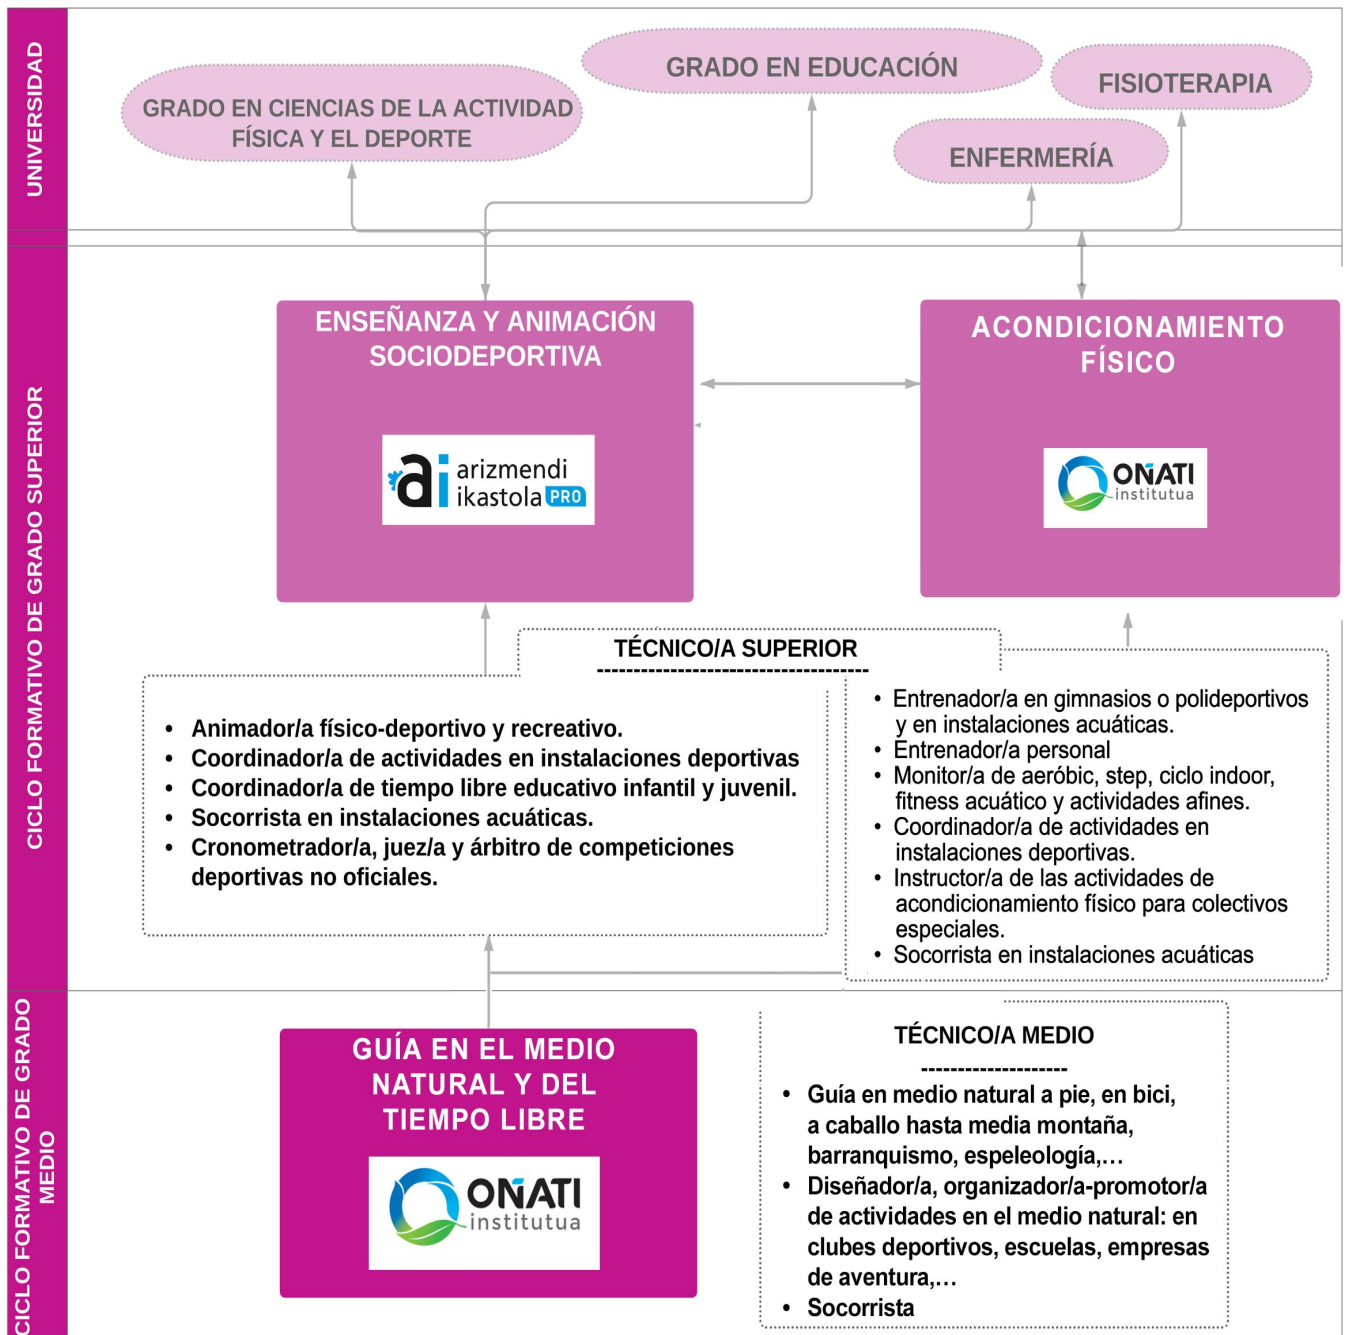 UNIVERSIDAD
GRADO EN CIENCIAS DE LA ACTIVIDAD
FÍSICA Y EL DEPORTE
GRADO EN EDUCACIÓN
FISIOTERAPIA
ENFERMERÍA
CICLO FORMATIVO DE GRADO SUPERIOR
ENSEÑANZA Y ANIMACIÓN
SOCIODEPORTIVA
ai arizmendi
ikastola PRO
ACONDICIONAMIENTO
FÍSICO
OÑATI
institutua
TÉCNICO/A SUPERIOR
-------------------------------------
• Animador/a físico-deportivo y recreativo.
• Coordinador/a de actividades en instalaciones deportivas
• Coordinador/a de tiempo libre educativo infantil y juvenil.
• Socorrista en instalaciones acuáticas.
• Cronometrador/a, juez/a y árbitro de competiciones
deportivas no oficiales.
• Entrenador/a en gimnasios o polideportivos
y en instalaciones acuáticas.
• Entrenador/a personal
• Monitor/a de aeróbic, step, ciclo indoor,
fitness acuático y actividades afines.
• Coordinador/a de actividades en
instalaciones deportivas.
• Instructor/a de las actividades de
acondicionamiento físico para colectivos
especiales.
• Socorrista en instalaciones acuáticas
CICLO FORMATIVO DE GRADO
MEDIO
GUÍA EN EL MEDIO
NATURAL Y DEL
TIEMPO LIBRE
OÑATI
institutua
TÉCNICO/A MEDIO
--------------------
• Guía en medio natural a pie, en bici,
a caballo hasta media montaña,
barranquismo, espeleología,…
• Diseñador/a, organizador/a-promotor/a
de actividades en el medio natural: en
clubes deportivos, escuelas, empresas
de aventura,…
• Socorrista